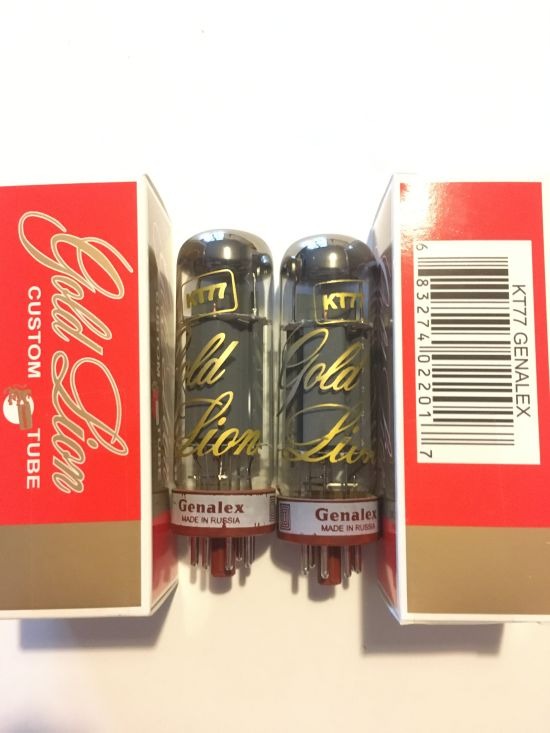 Gold Lion
CUSTOM TUBE
KT77
Gold
Lion
Genalex
MADE IN RUSSIA
KT77
Gold
Lion
Genalex
MADE IN RUSSIA
KT77 GENALEX
6 83274 02201 7